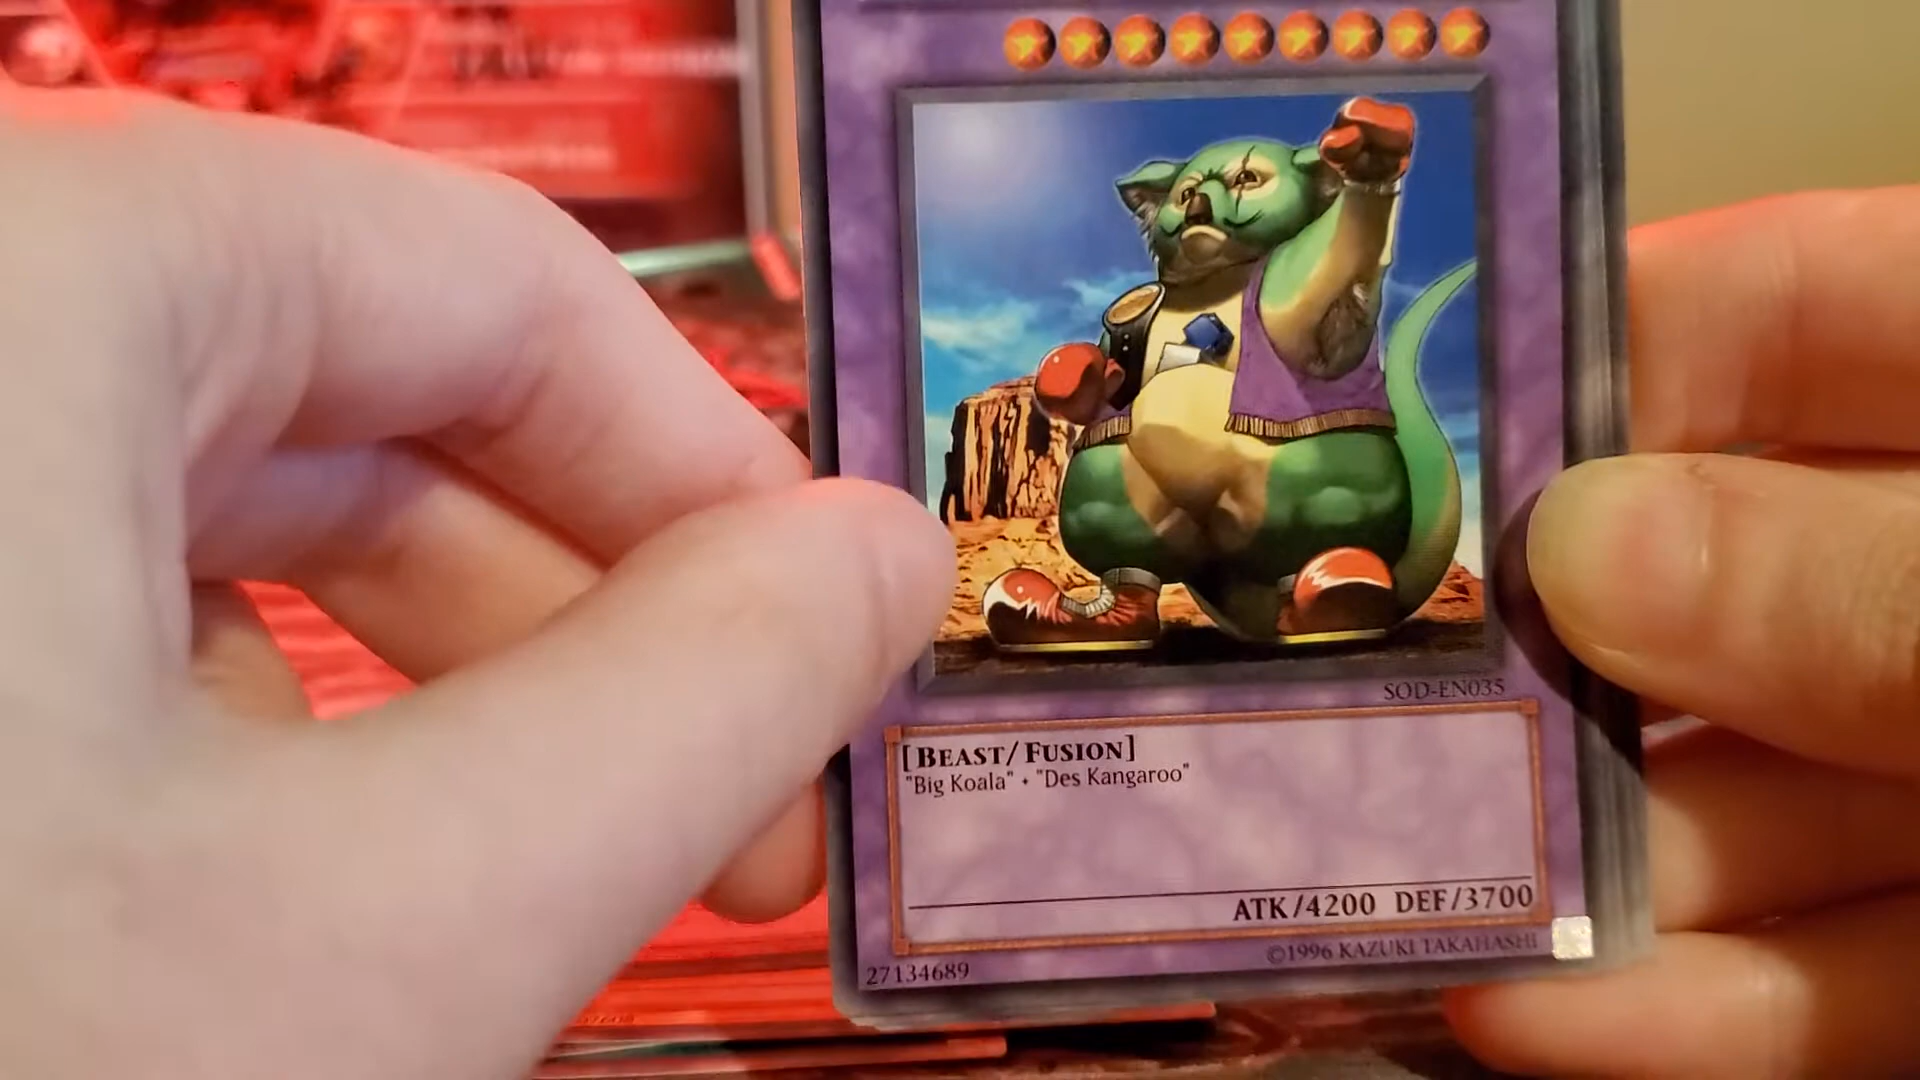 SOD-EN035
[BEAST/FUSION]
"Big Koala" + "Des Kangaroo"
ATK/4200 DEF/3700
©1996 KAZUKI TAKAHASHI
27134689